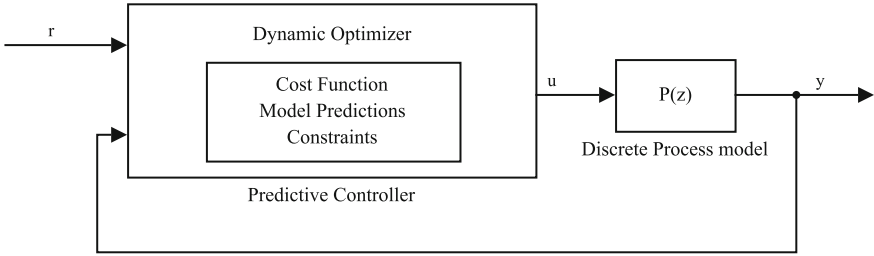 r
Dynamic Optimizer
Cost Function
Model Predictions
Constraints
Predictive Controller
u
P(z)
Discrete Process model
y